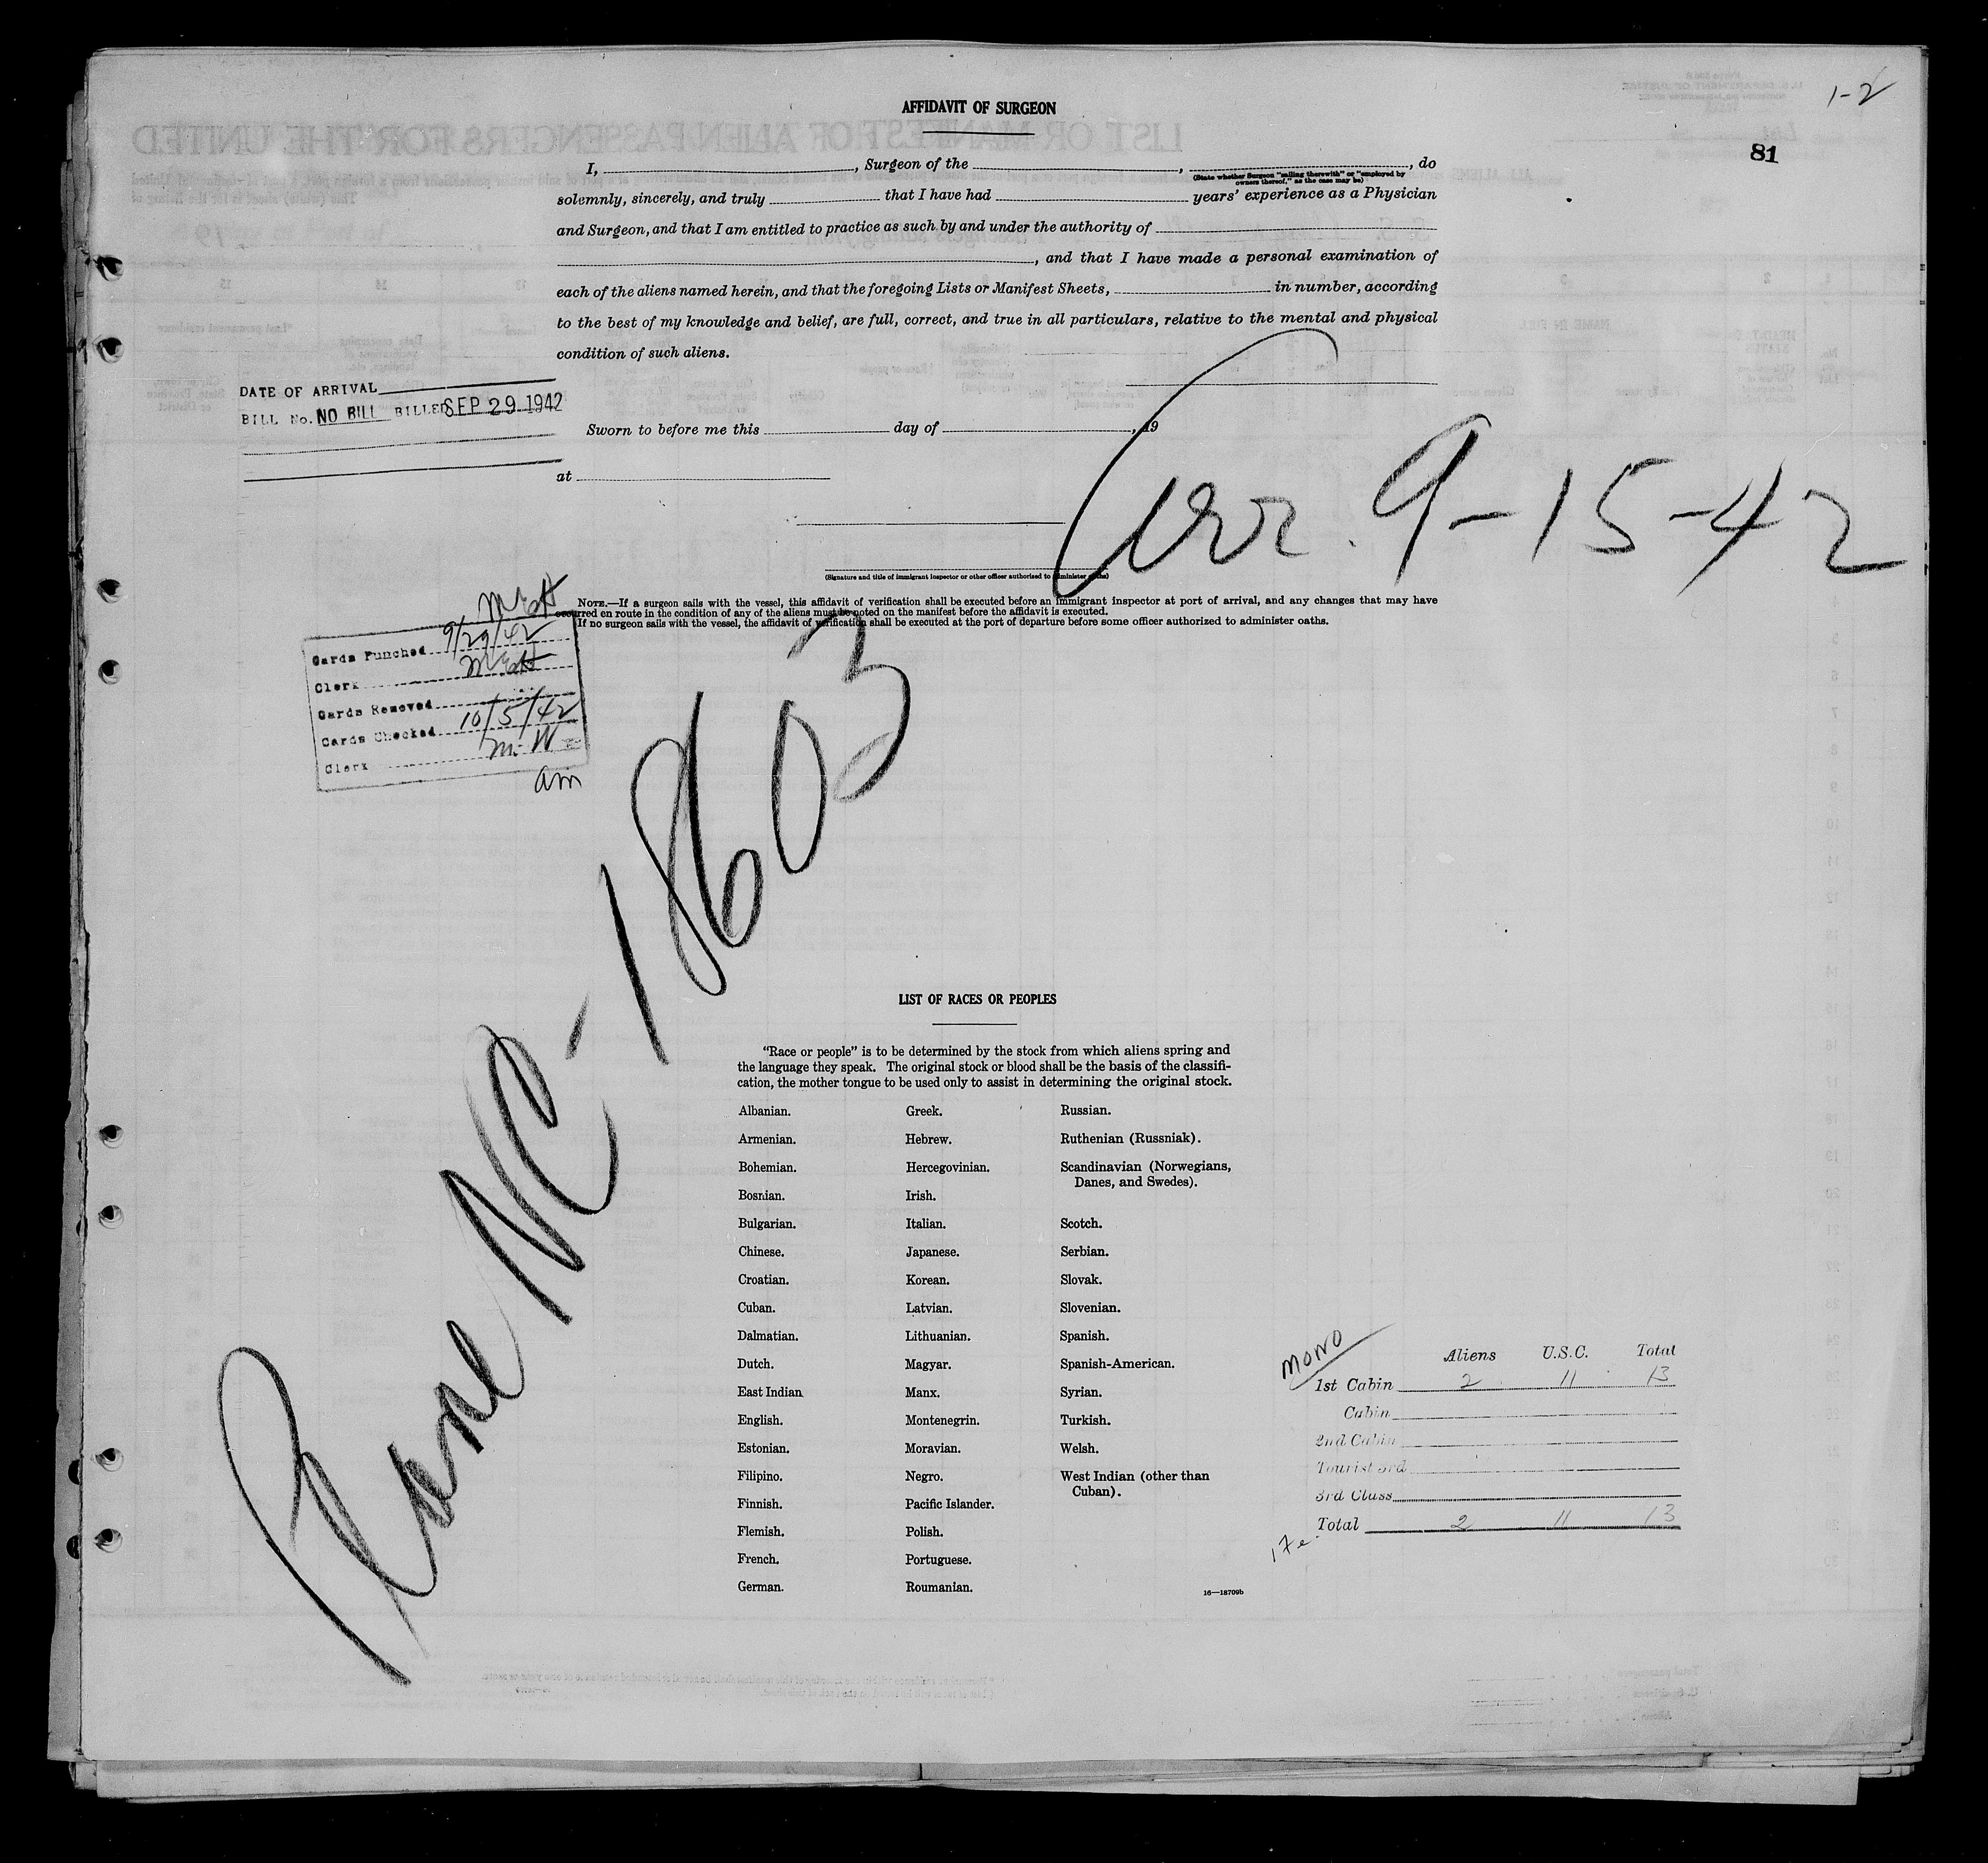 1-2
81
AFFIDAVIT OF SURGEON
I, , Surgeon of the , , do
(State whether Surgeon "sailing therewith" or "employed by
owners thereof," as the case may be)
solemnly, sincerely, and truly that I have had years' experience as a Physician
and Surgeon, and that I am entitled to practice as such by and under the authority of
, and that I have made a personal examination of
each of the aliens named herein, and that the foregoing Lists or Manifest Sheets, in number, according
to the best of my knowledge and belief, are full, correct, and true in all particulars, relative to the mental and physical
condition of such aliens.
DATE OF ARRIVAL
BILL No. NO BILL BILLED SEP 29 1942
Sworn to before me this day of , 19
at
Arr. 9-15-42
(Signature and title of immigrant inspector or other officer authorized to administer oaths)
NOTE.—If a surgeon sails with the vessel, this affidavit of verification shall be executed before an immigrant inspector at port of arrival, and any changes that may have
occurred en route in the condition of any of the aliens must be noted on the manifest before the affidavit is executed.
If no surgeon sails with the vessel, the affidavit of verification shall be executed at the port of departure before some officer authorized to administer oaths.
Cards Punched 9/29/42
Clerk
Cards Removed
Cards Checked 10/5/42
Clerk M. W
am
Plane NC-18603
LIST OF RACES OR PEOPLES
"Race or people" is to be determined by the stock from which aliens spring and
the language they speak. The original stock or blood shall be the basis of the classifi-
cation, the mother tongue to be used only to assist in determining the original stock.
Albanian. Greek. Russian.
Armenian. Hebrew. Ruthenian (Russniak).
Bohemian. Hercegovinian. Scandinavian (Norwegians,
Danes, and Swedes).
Bosnian. Irish.
Bulgarian. Italian. Scotch.
Chinese. Japanese. Serbian.
Croatian. Korean. Slovak.
Cuban. Latvian. Slovenian.
Dalmatian. Lithuanian. Spanish.
Dutch. Magyar. Spanish-American.
East Indian Manx. Syrian.
English. Montenegrin. Turkish.
Estonian. Moravian. Welsh.
Filipino. Negro. West Indian (other than
Cuban).
Finnish. Pacific Islander.
Flemish. Polish.
French. Portuguese.
German. Roumanian.
16—18709b
Aliens U.S.C. Total
1st Cabin 2 11 13
Cabin
2nd Cabin
Tourist 3rd
3rd Class
Total 2 11 13